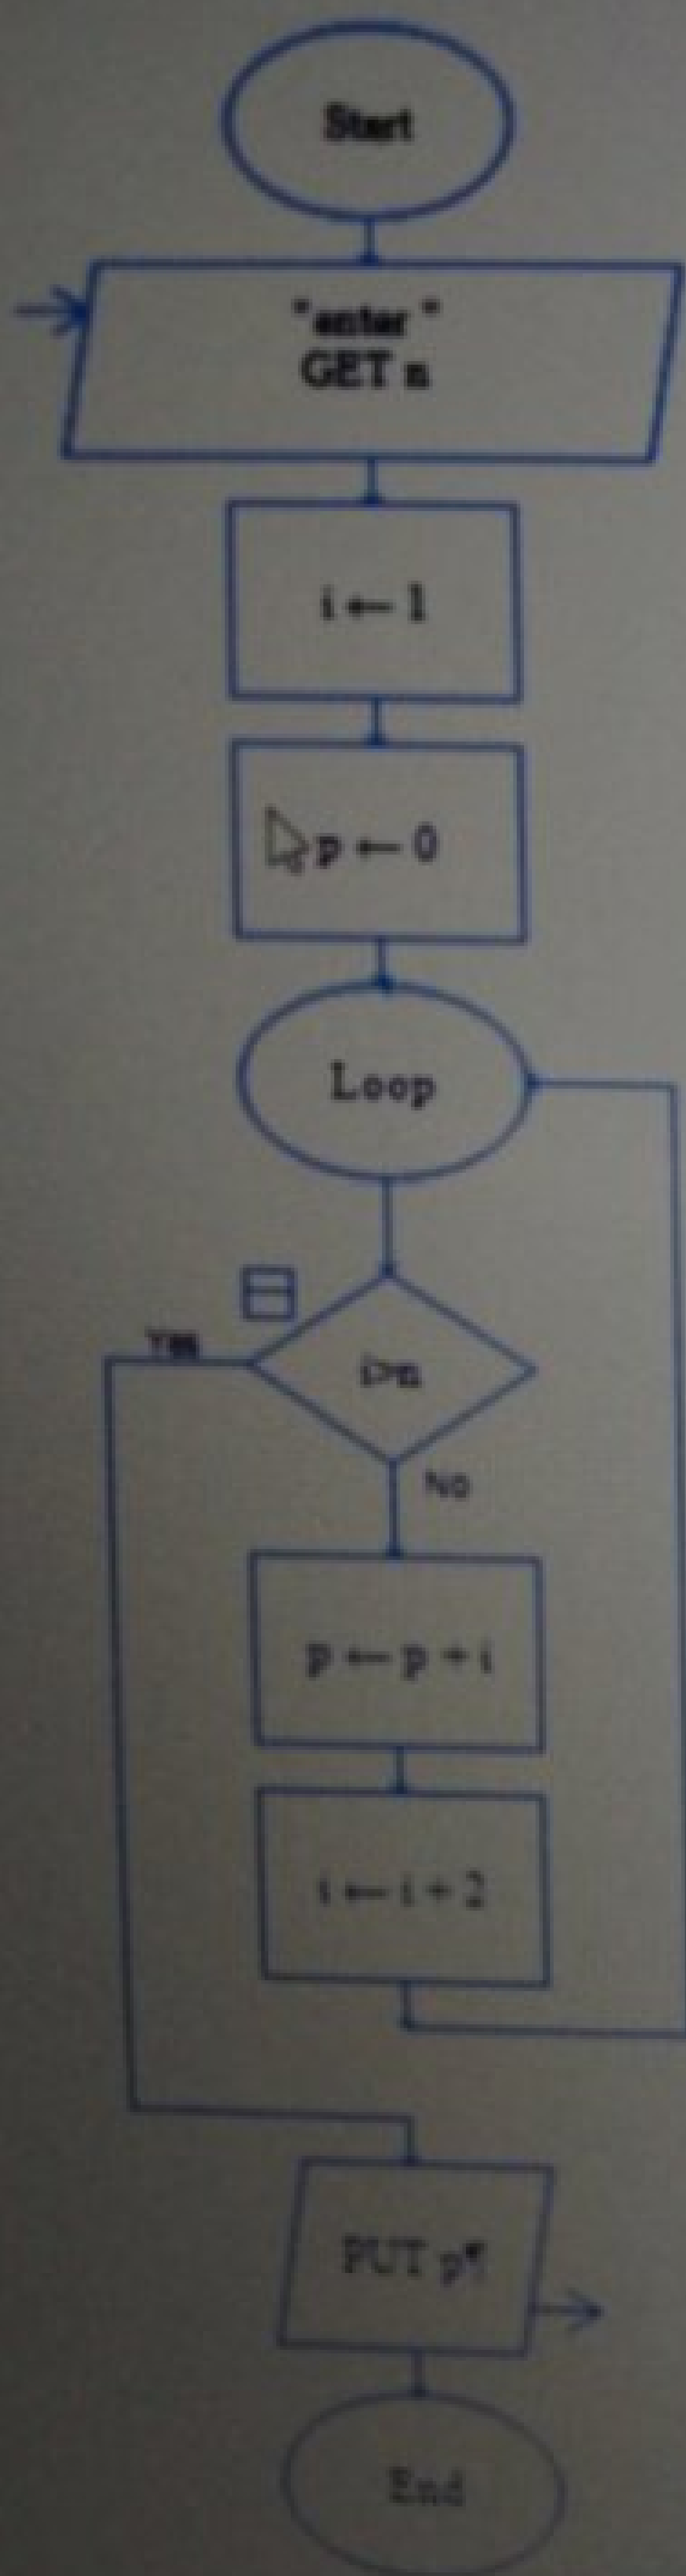 Start
"enter "
GET n
i ← 1
p ← 0
Loop
Yes
i>n
No
p ← p + i
i ← i + 2
PUT p¶
End